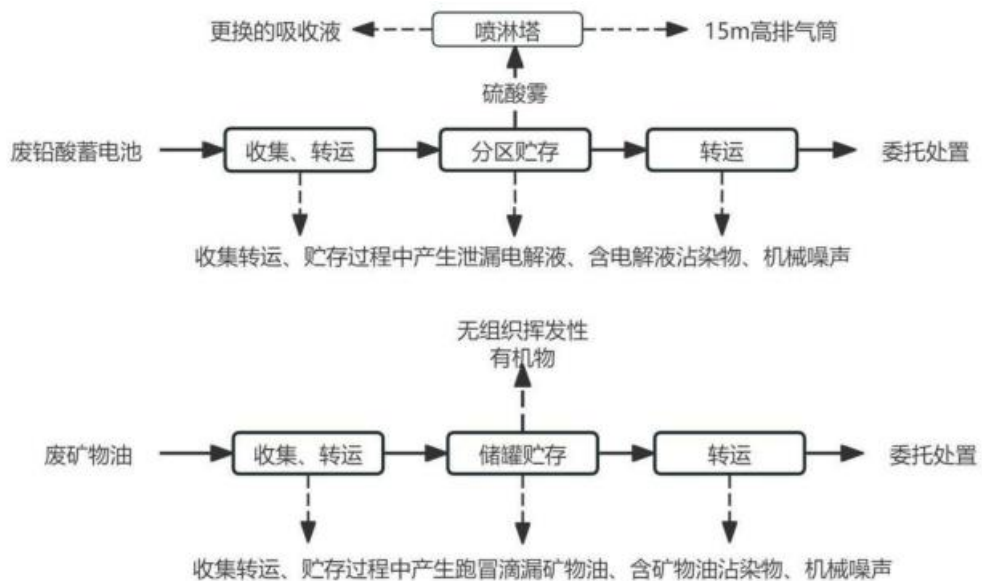 更换的吸收液
喷淋塔
15m高排气筒
硫酸雾
废铅酸蓄电池
收集、转运
分区贮存
转运
委托处置
收集转运、贮存过程中产生泄漏电解液、含电解液沾染物、机械噪声
无组织挥发性
有机物
废矿物油
收集、转运
储罐贮存
转运
委托处置
收集转运、贮存过程中产生跑冒滴漏矿物油、含矿物油沾染物、机械噪声